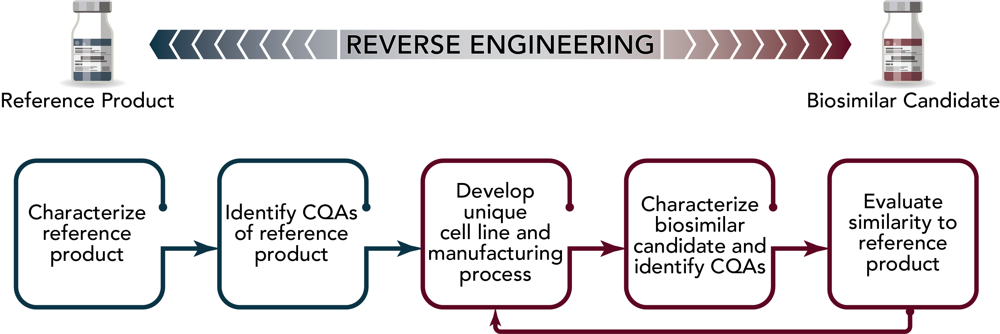 REVERSE ENGINEERING
Reference Product
Biosimilar Candidate
Characterize
reference
product
Identify CQAs
of reference
product
Develop
unique
cell line and
manufacturing
process
Characterize
biosimilar
candidate and
identify CQAs
Evaluate
similarity to
reference
product